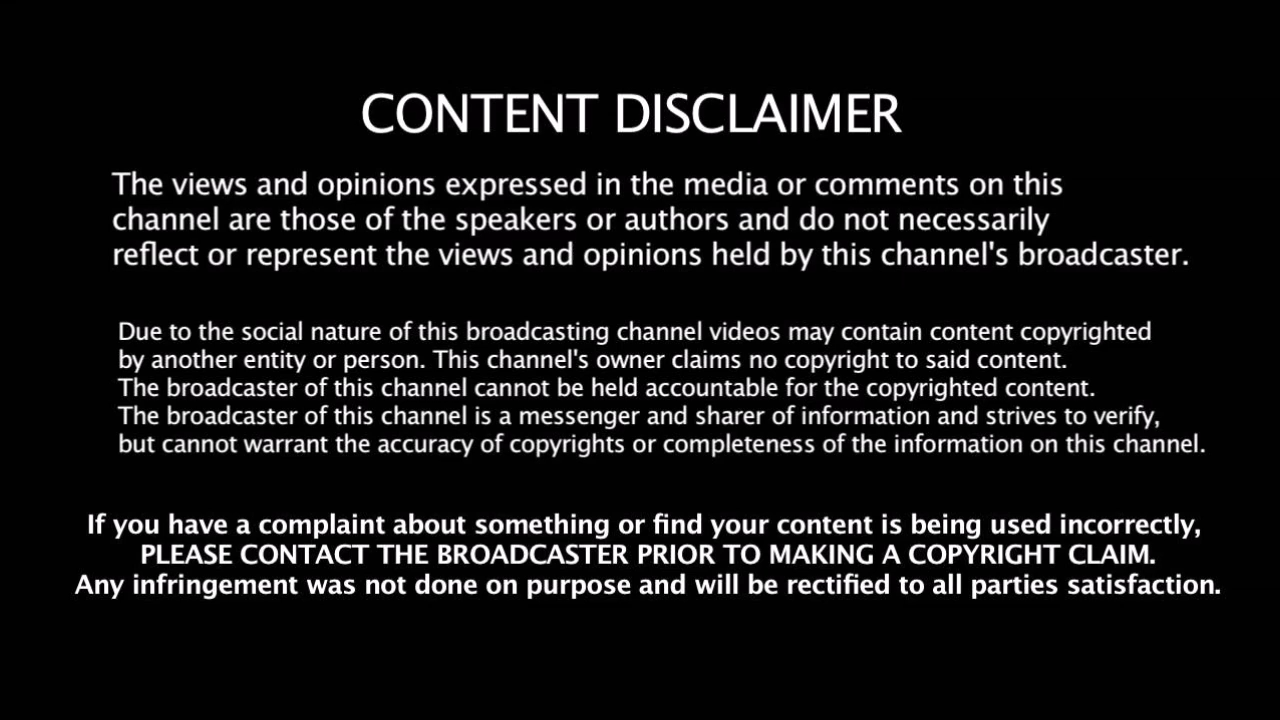 CONTENT DISCLAIMER
The views and opinions expressed in the media or comments on this
channel are those of the speakers or authors and do not necessarily
reflect or represent the views and opinions held by this channel's broadcaster.
Due to the social nature of this broadcasting channel videos may contain content copyrighted
by another entity or person. This channel's owner claims no copyright to said content.
The broadcaster of this channel cannot be held accountable for the copyrighted content.
The broadcaster of this channel is a messenger and sharer of information and strives to verify,
but cannot warrant the accuracy of copyrights or completeness of the information on this channel.
If you have a complaint about something or find your content is being used incorrectly,
PLEASE CONTACT THE BROADCASTER PRIOR TO MAKING A COPYRIGHT CLAIM.
Any infringement was not done on purpose and will be rectified to all parties satisfaction.